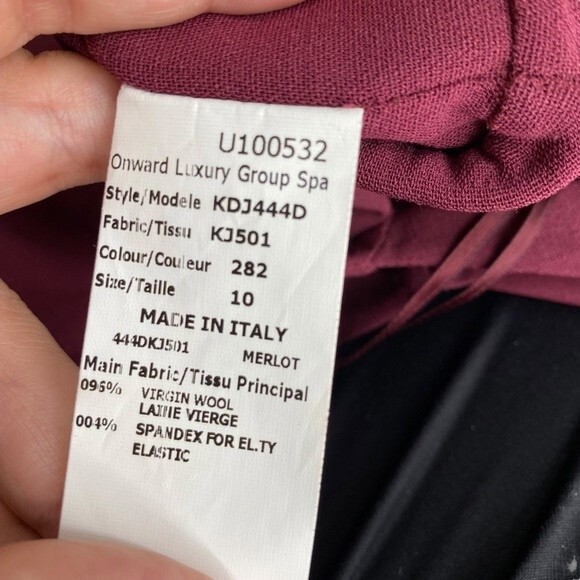 U100532
Onward Luxury Group Spa
Style/Modele KDJ444D
Fabric/Tissu KJ501
Colour/Couleur 282
Size/Taille 10
MADE IN ITALY
444DKJ501 MERLOT
Main Fabric/Tissu Principal
096% VIRGIN WOOL
LAINE VIERGE
004% SPANDEX FOR EL.TY
ELASTIC